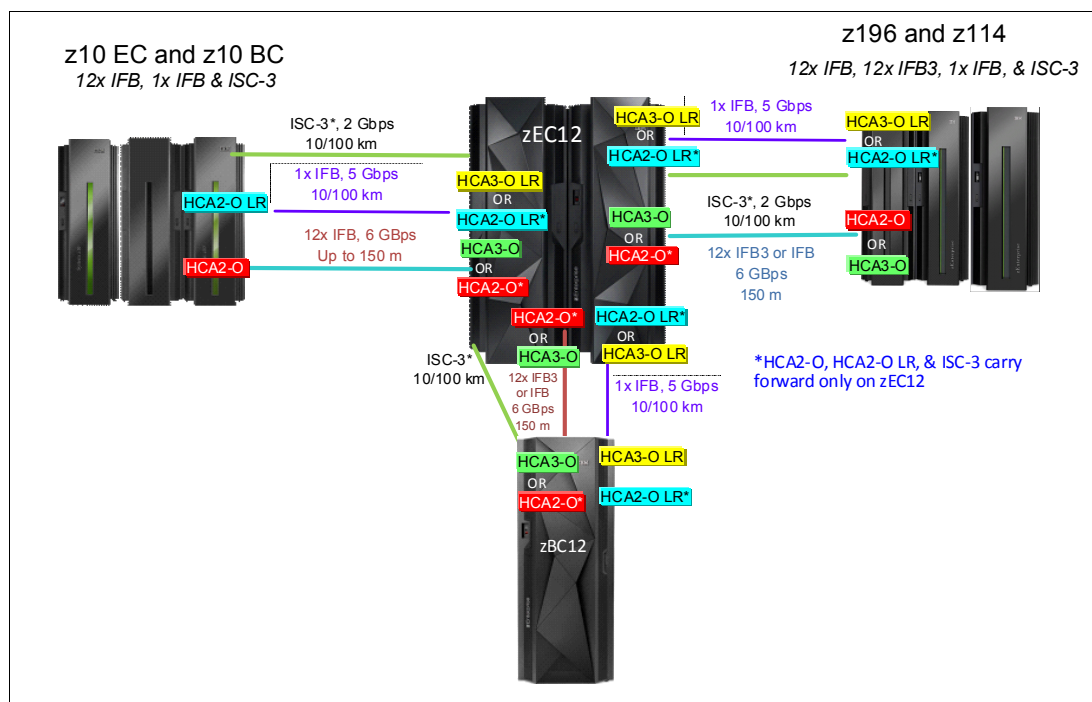 z10 EC and z10 BC
12x IFB, 1x IFB & ISC-3
z196 and z114
12x IFB, 12x IFB3, 1x IFB, & ISC-3
zEC12
ISC-3*, 2 Gbps
10/100 km
1x IFB, 5 Gbps
10/100 km
HCA2-O LR
12x IFB, 6 GBps
Up to 150 m
HCA2-O
HCA3-O LR
OR
HCA2-O LR*
HCA3-O
OR
HCA2-O*
HCA3-O LR
OR
HCA2-O LR*
HCA3-O
OR
HCA2-O*
1x IFB, 5 Gbps
10/100 km
ISC-3*, 2 Gbps
10/100 km
12x IFB3 or IFB
6 GBps
150 m
HCA3-O LR
OR
HCA2-O LR*
HCA2-O
OR
HCA3-O
HCA2-O*
OR
HCA3-O
HCA2-O LR*
OR
HCA3-O LR
ISC-3*
10/100 km
12x IFB3
or IFB
6 GBps
150 m
1x IFB, 5 Gbps
10/100 km
*HCA2-O, HCA2-O LR, & ISC-3 carry
forward only on zEC12
HCA3-O
OR
HCA2-O*
HCA3-O LR
HCA2-O LR*
zBC12